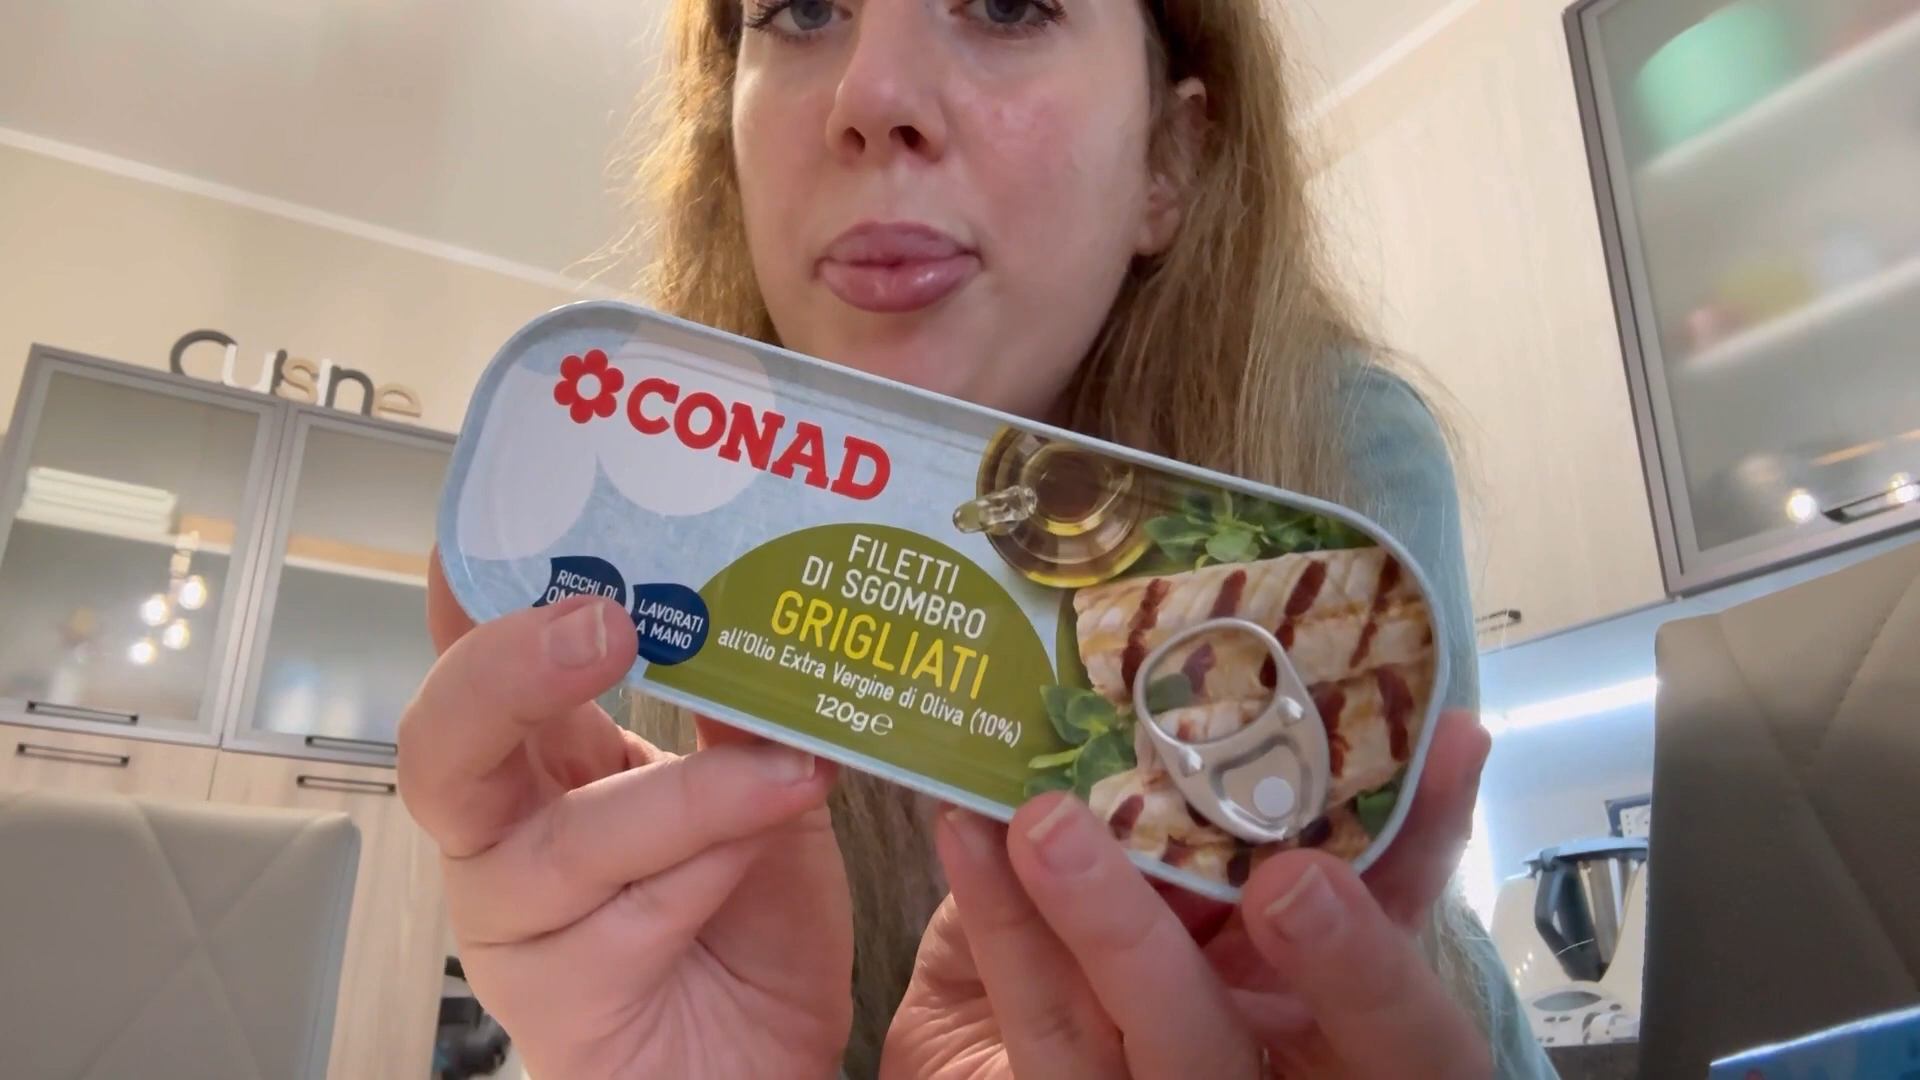 cusine
CONAD
RICCHI DI
LAVORATI
A MANO
FILETTI
DI SGOMBRO
GRIGLIATI
all'Olio Extra Vergine di Oliva (10%)
120g℮